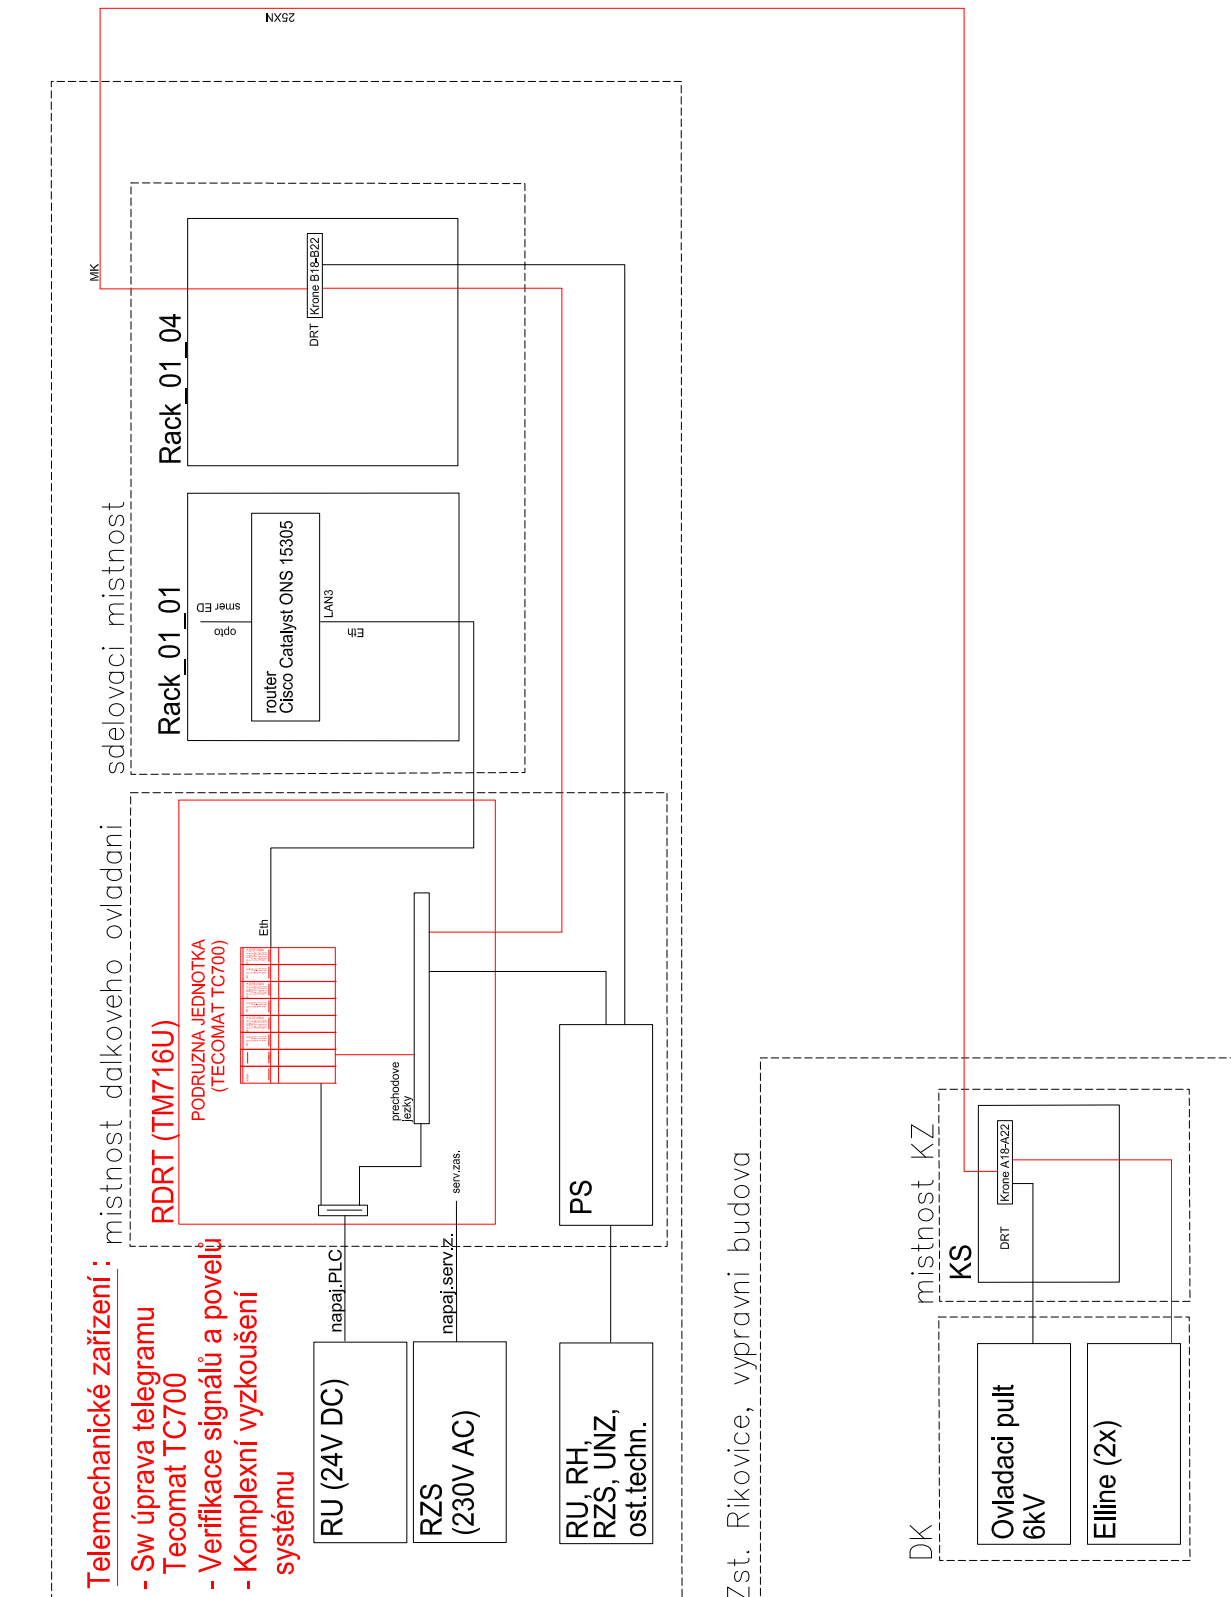 Telemechanické zařízení :
- Sw úprava telegramu
Tecomat TC700
- Verifikace signálů a povelů
- Komplexní vyzkoušení
systému
mistnost dalkoveho ovladani
RDRT (TM716U)
PODRUZNA JEDNOTKA
(TECOMAT TC700)
Eth
prechodove
jezky
serv.zas.
PS
napaj.PLC
napaj.serv.z.
RU (24V DC)
RZS
(230V AC)
RU, RH,
RZS, UNZ,
ost.techn.
sdelovaci mistnost
Rack_01_01
opto
smer ED
router
Cisco Catalyst ONS 15305
LAN3
Eth
Rack_01_04
DRT
Krone B18-B22
MK
25XN
Zst. Rikovice, vypravni budova
mistnost KZ
KS
DRT
Krone A18-A22
DK
Ovladaci pult
6kV
Elline (2x)